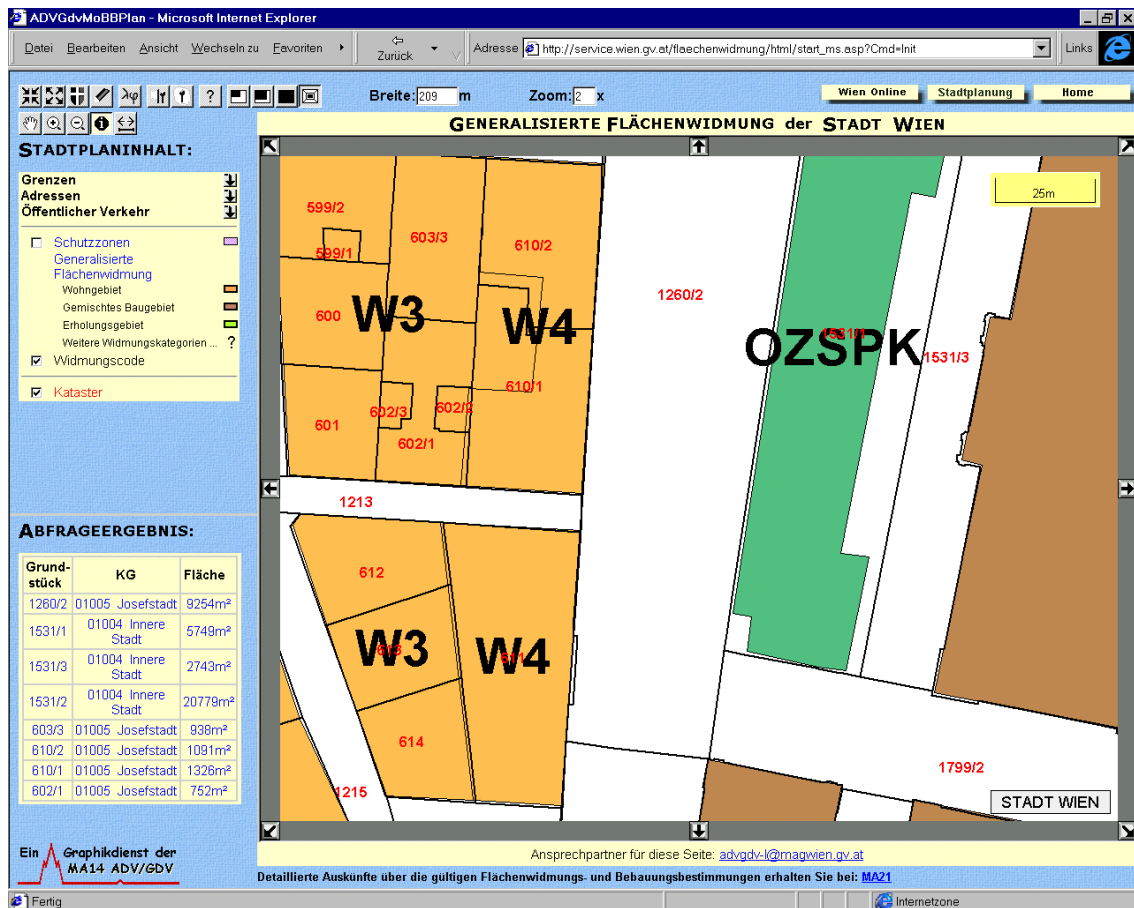 ADVGdvMoBBPlan - Microsoft Internet Explorer
Datei Bearbeiten Ansicht Wechseln zu Favoriten
Zurück
Adresse http://service.wien.gv.at/flaechenwidmung/html/start_ms.asp?Cmd=Init
Links
λφ ?
Breite: 209 m Zoom: 2 x
Wien Online Stadtplanung Home
GENERALISIERTE FLÄCHENWIDMUNG der STADT WIEN
STADTPLANINHALT:
Grenzen
Adressen
Öffentlicher Verkehr
Schutzzonen
Generalisierte
Flächenwidmung
Wohngebiet
Gemischtes Baugebiet
Erholungsgebiet
Weitere Widmungskategorien ... ?
Widmungscode
Kataster
25m
599/2
603/3
610/2
599/1
1260/2
600
W3
W4
OZSPK
1531/1
1531/3
610/1
602/3
602/2
601
602/1
1213
612
W3
613
W4
611
614
1215
1799/2
STADT WIEN
ABFRAGEERGEBNIS:
Grund-
stück KG Fläche
1260/2 01005 Josefstadt 9254m²
1531/1 01004 Innere
Stadt 5749m²
1531/3 01004 Innere
Stadt 2743m²
1531/2 01004 Innere
Stadt 20779m²
603/3 01005 Josefstadt 938m²
610/2 01005 Josefstadt 1091m²
610/1 01005 Josefstadt 1326m²
602/1 01005 Josefstadt 752m²
Ein Graphikdienst der
MA14 ADV/GDV
Ansprechpartner für diese Seite: advgdv-l@magwien.gv.at
Detaillierte Auskünfte über die gültigen Flächenwidmungs- und Bebauungsbestimmungen erhalten Sie bei: MA21
Fertig
Internetzone